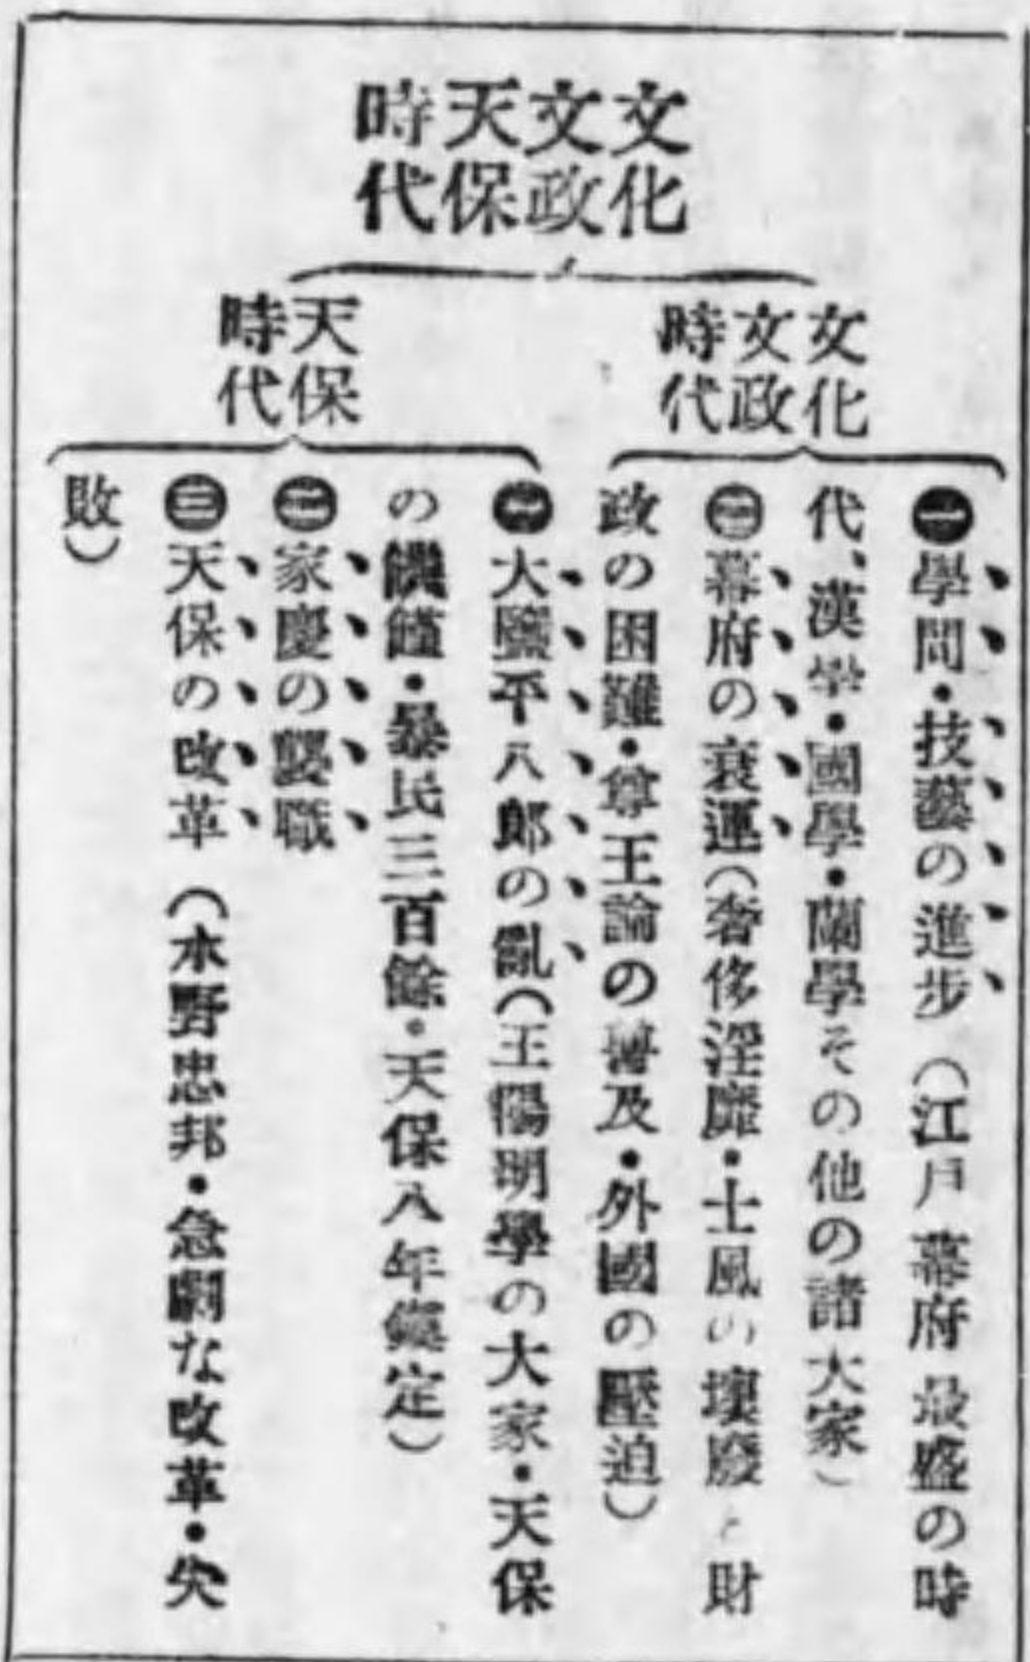 文化
文政
天保
時代
文化
文政
時代
㊀學問・技藝の進步（江戶幕府最盛の時
代、漢學・國學・蘭學その他の諸大家）
㊁幕府の衰運（奢侈淫靡・士風の壞廢と財
政の困難・尊王論の普及・外國の壓迫）
天保
時代
㊀大鹽平八郎の亂（王陽明學の大家・天保
の饑饉・暴民三百餘・天保八年鎭定）
㊁家慶の襲職
㊂天保の改革（水野忠邦・急劇な改革・失
敗）